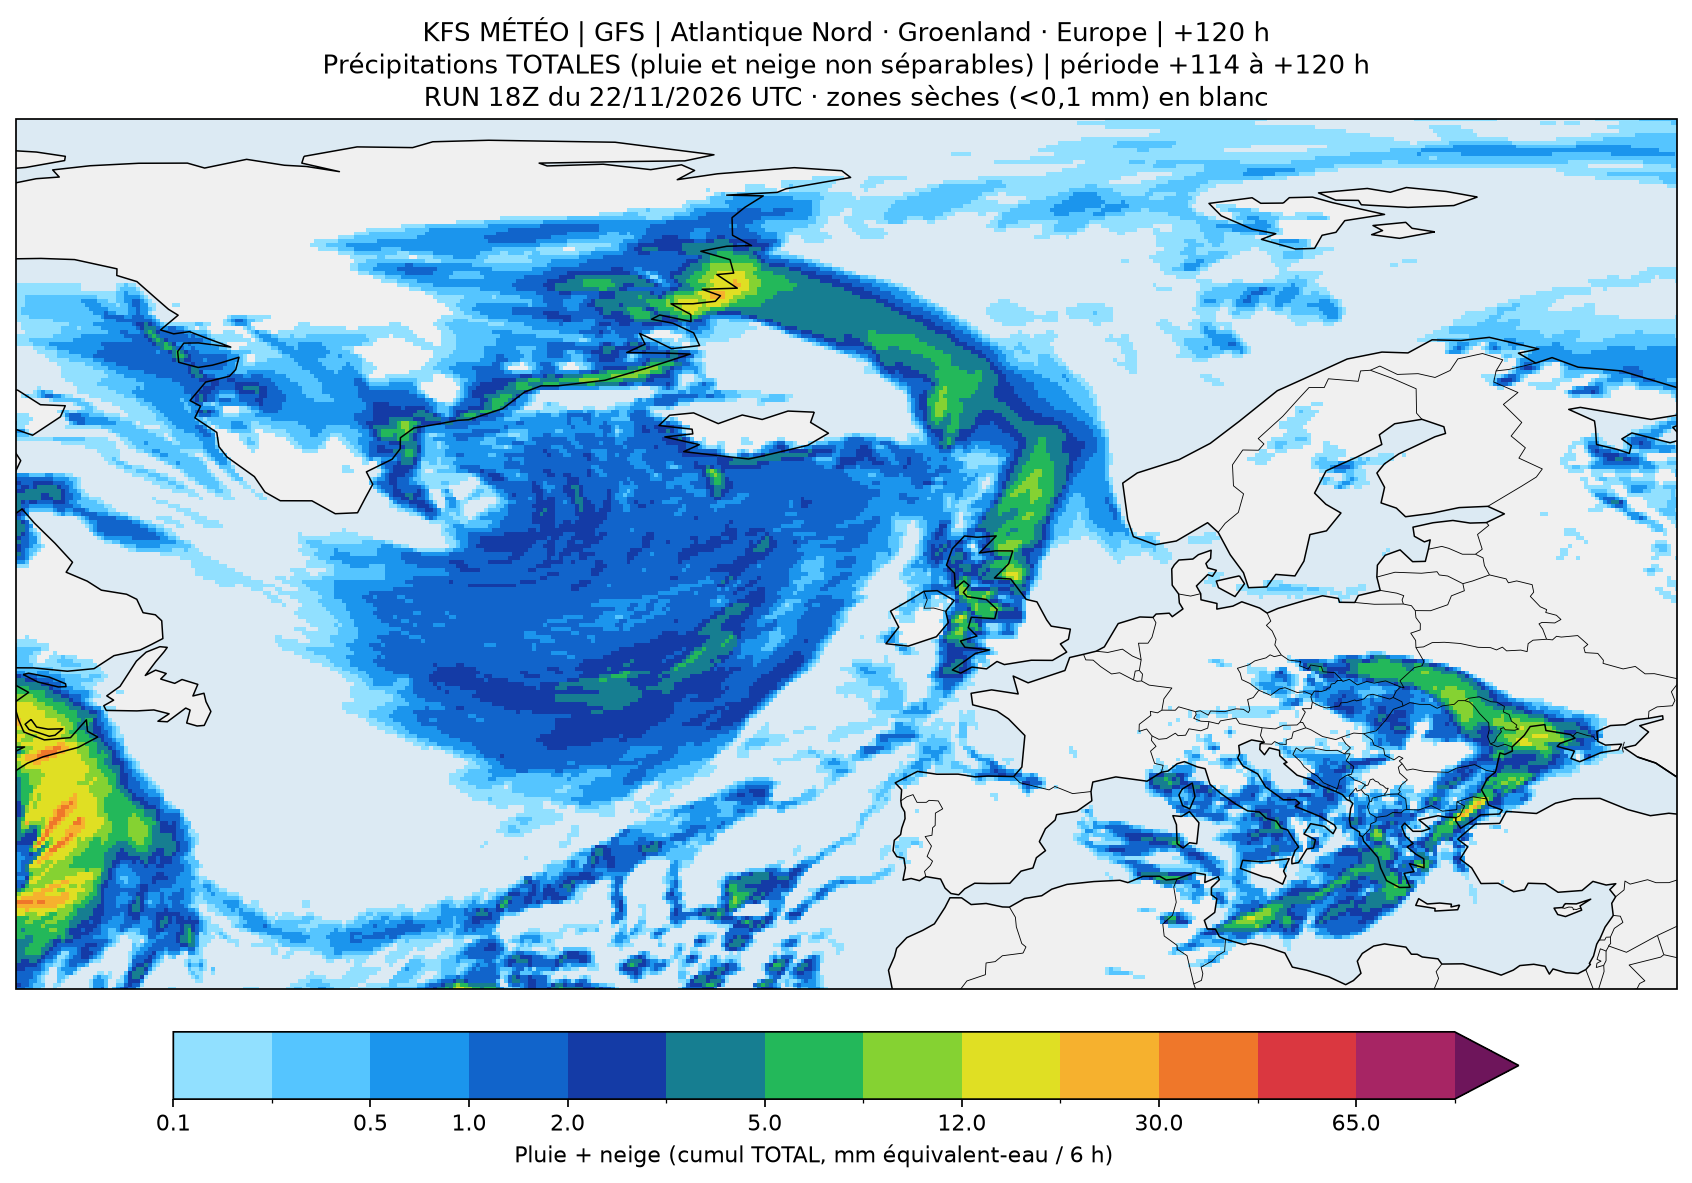 KFS MÉTÉO | GFS | Atlantique Nord · Groenland · Europe | +120 h
Précipitations TOTALES (pluie et neige non séparables) | période +114 à +120 h
RUN 18Z du 22/11/2026 UTC · zones sèches (<0,1 mm) en blanc
0.1 0.5 1.0 2.0 5.0 12.0 30.0 65.0
Pluie + neige (cumul TOTAL, mm équivalent-eau / 6 h)